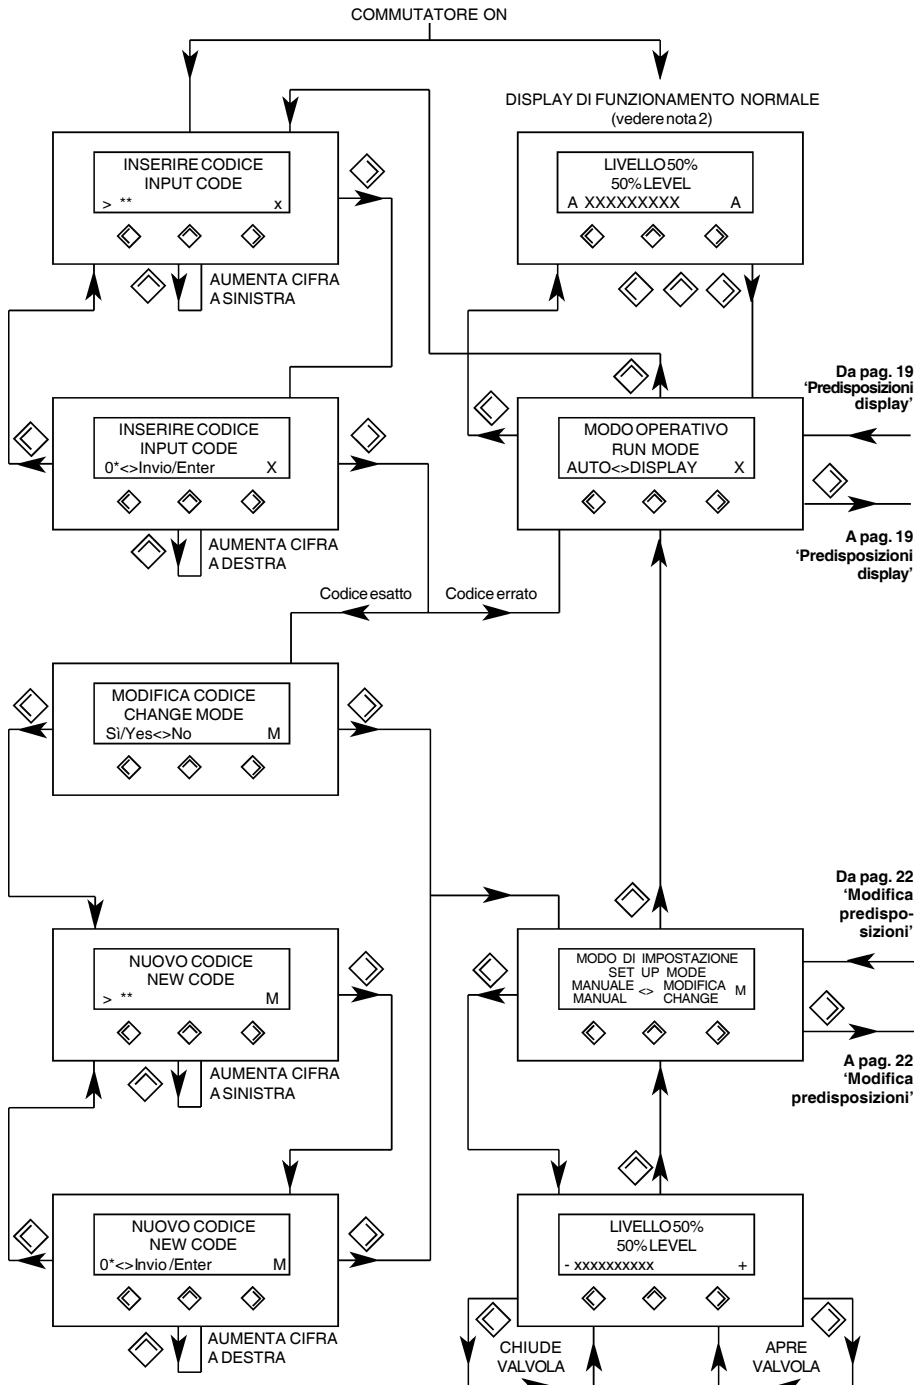 COMMUTATORE ON
DISPLAY DI FUNZIONAMENTO NORMALE
(vedere nota 2)
INSERIRE CODICE
INPUT CODE
> ** x
AUMENTA CIFRA
A SINISTRA
LIVELLO 50%
50% LEVEL
A XXXXXXXXX A
INSERIRE CODICE
INPUT CODE
0*<>Invio/Enter X
AUMENTA CIFRA
A DESTRA
MODO OPERATIVO
RUN MODE
AUTO<>DISPLAY X
Da pag. 19
'Predisposizioni
display'
A pag. 19
'Predisposizioni
display'
Codice esatto
Codice errato
MODIFICA CODICE
CHANGE MODE
Sì/Yes<>No M
NUOVO CODICE
NEW CODE
> ** M
AUMENTA CIFRA
A SINISTRA
MODO DI IMPOSTAZIONE
SET UP MODE
MANUALE <> MODIFICA M
MANUAL CHANGE
Da pag. 22
'Modifica
predispo-
sizioni'
A pag. 22
'Modifica
predisposizioni'
NUOVO CODICE
NEW CODE
0*<>Invio /Enter M
AUMENTA CIFRA
A DESTRA
LIVELLO 50%
50% LEVEL
- xxxxxxxxxx +
CHIUDE
VALVOLA
APRE
VALVOLA